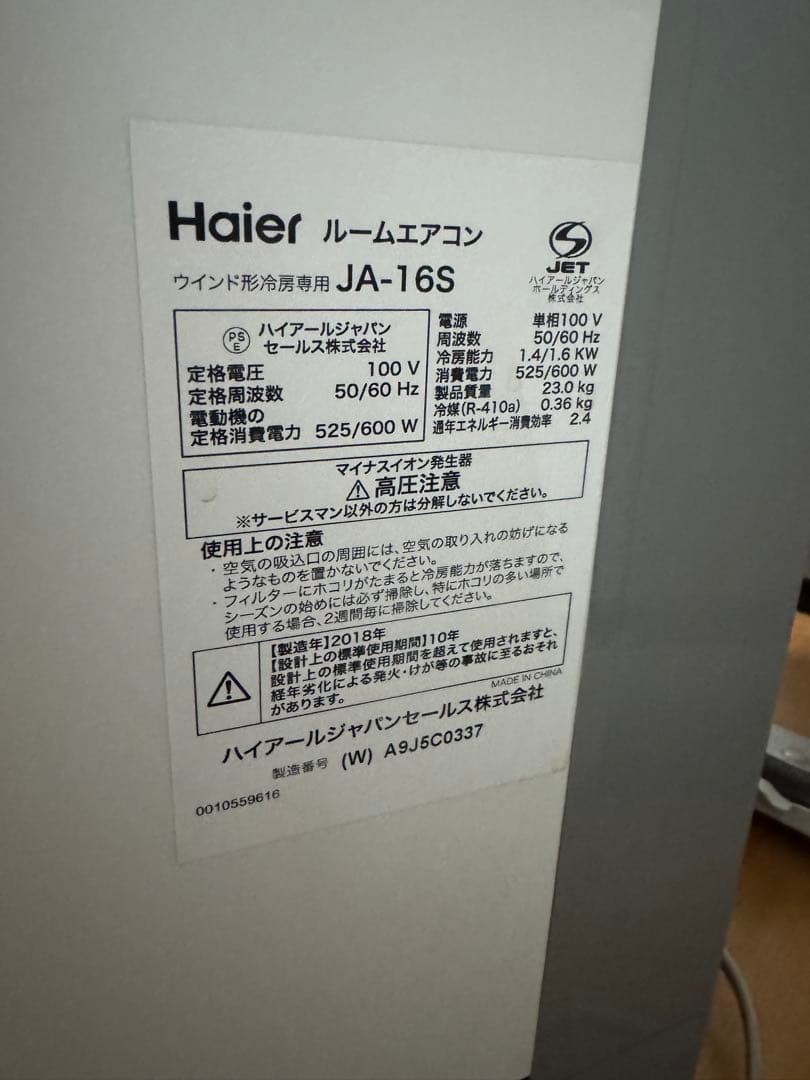 Haier ルームエアコン
ウインド形冷房専用 JA-16S
JET
ハイアールジャパン
ホールディングス
株式会社
PS
E
ハイアールジャパン
セールス株式会社
定格電圧 100 V
定格周波数 50/60 Hz
電動機の
定格消費電力 525/600 W
電源 単相100 V
周波数 50/60 Hz
冷房能力 1.4/1.6 KW
消費電力 525/600 W
製品質量 23.0 kg
冷媒(R-410a) 0.36 kg
通年エネルギー消費効率 2.4
マイナスイオン発生器
高圧注意
※サービスマン以外の方は分解しないでください。
使用上の注意
・空気の吸込口の周囲には、空気の取り入れの妨げになる
ようなものを置かないでください。
・フィルターにホコリがたまると冷房能力が落ちますので、
シーズンの始めには必ず掃除し、特にホコリの多い場所で
使用する場合、2週間毎に掃除してください。
【製造年】2018年
【設計上の標準使用期間】10年
設計上の標準使用期間を超えて使用されますと、
経年劣化による発火・けが等の事故に至るおそれ
があります。
MADE IN CHINA
ハイアールジャパンセールス株式会社
製造番号 (W) A9J5C0337
0010559616